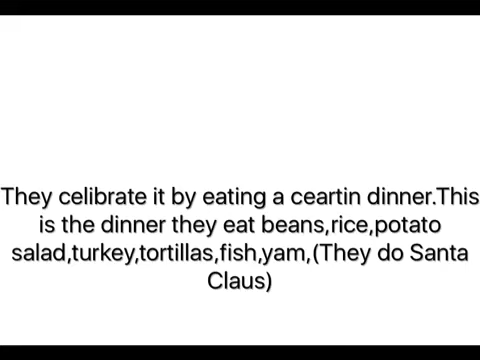 They celibrate it by eating a ceartin dinner.This
is the dinner they eat beans,rice,potato
salad,turkey,tortillas,fish,yam,(They do Santa
Claus)